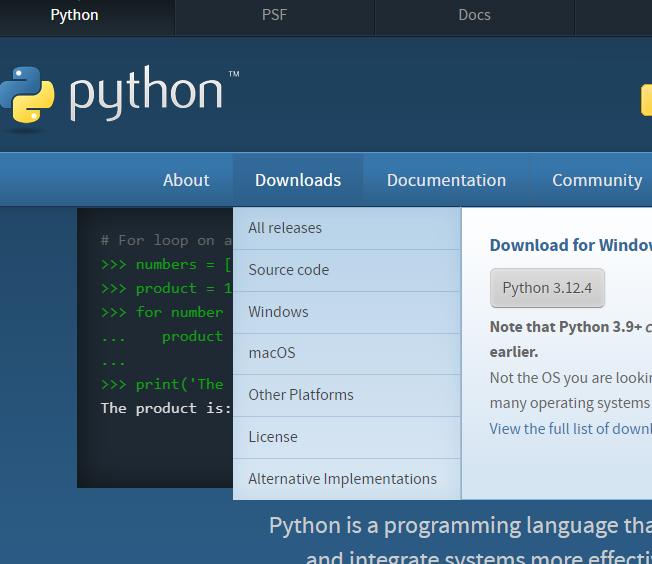 Python PSF Docs
python™
About Downloads Documentation Community
# For loop on a
>>> numbers = [
>>> product = 1
>>> for number
... product
...
>>> print('The
The product is:
All releases
Source code
Windows
macOS
Other Platforms
License
Alternative Implementations
Download for Window
Python 3.12.4
Note that Python 3.9+ c
earlier.
Not the OS you are lookin
many operating systems
View the full list of downl
Python is a programming language tha
and integrate systems more effecti